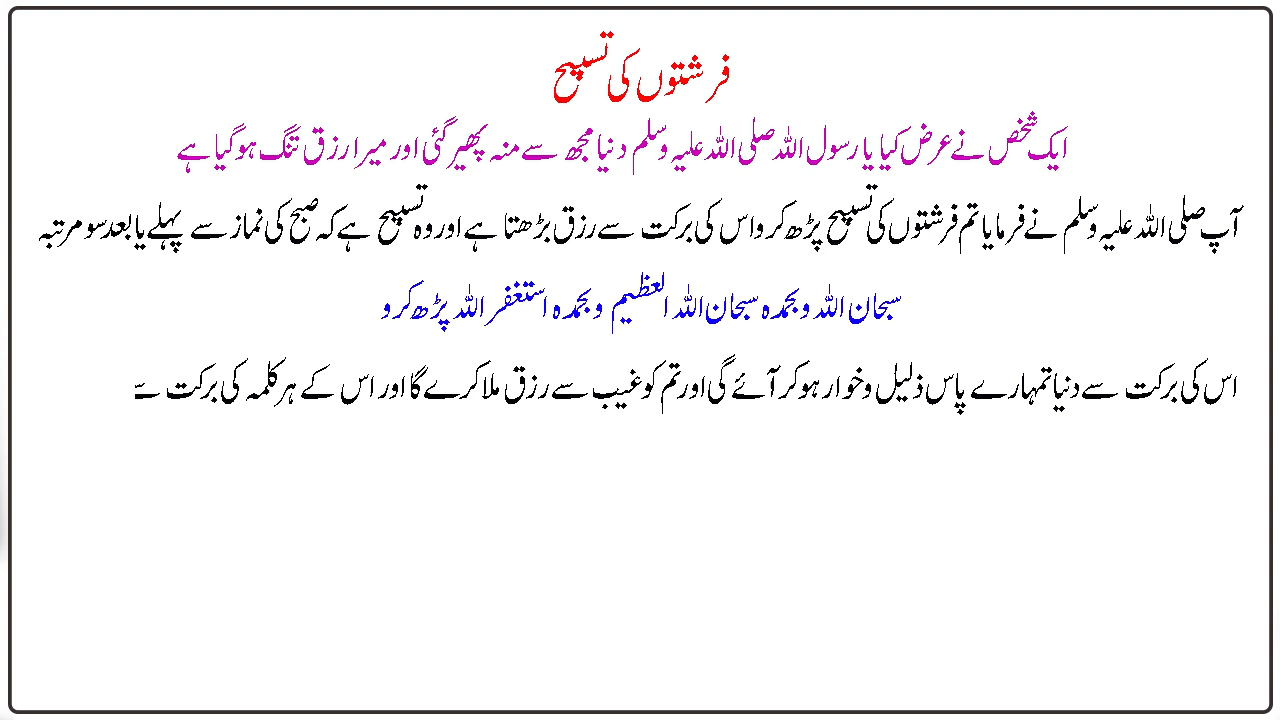 فرشتوں کی تسبیح
ایک شخص نے عرض کیا یا رسول اللہ صلی اللہ علیہ وسلم دنیا مجھ سے منہ پھیر گئی اور میرا رزق تنگ ہو گیا ہے
آپ صلی اللہ علیہ وسلم نے فرمایا تم فرشتوں کی تسبیح پڑھ کرو اس کی برکت سے رزق بڑھتا ہے اور وہ تسبیح ہے کہ صبح کی نماز سے پہلے یا بعد سو مرتبہ
سبحان اللہ وبحمدہ سبحان اللہ العظیم وبحمدہ استغفر اللہ پڑھ کرو
اس کی برکت سے دنیا تمہارے پاس ذلیل و خوار ہو کر آئے گی اور تم کو غیب سے رزق ملا کرے گا اور اس کے ہر کلمہ کی برکت سے